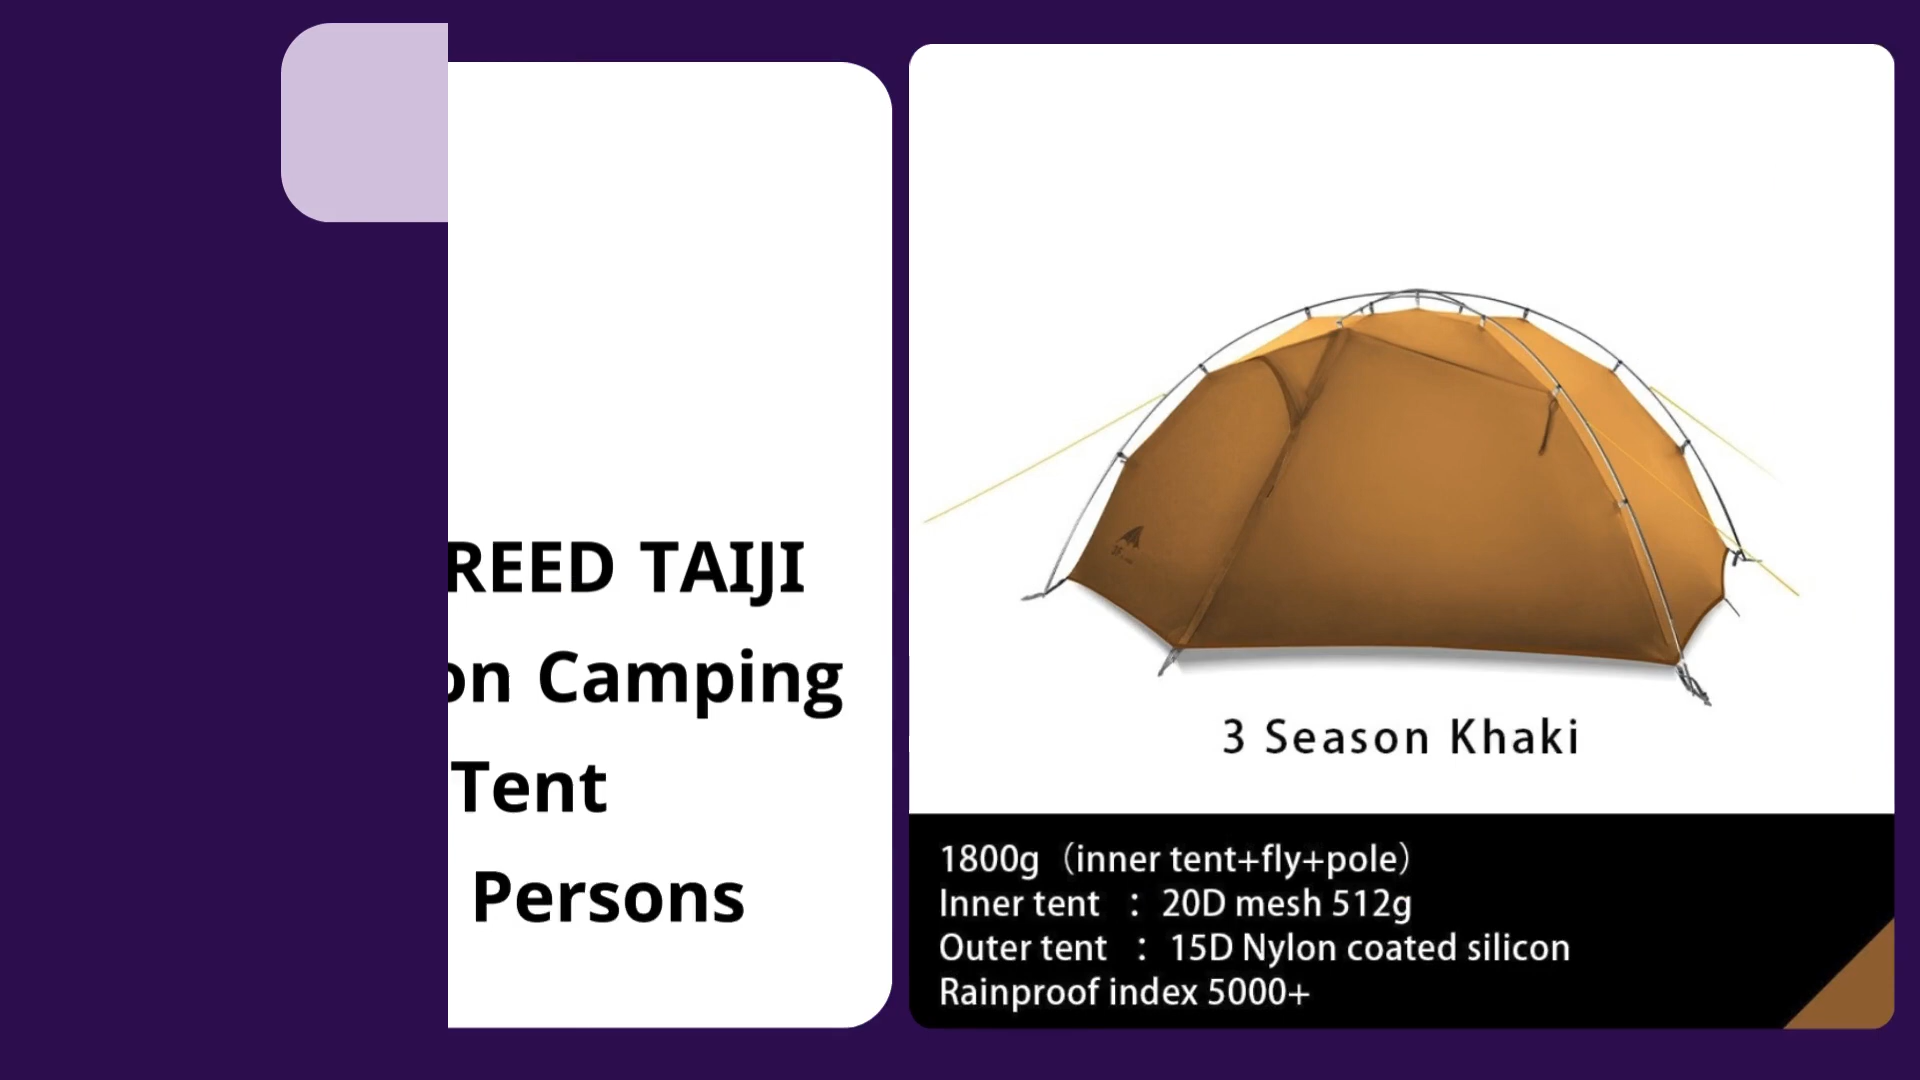 REED TAIJI
on Camping
Tent
Persons
3 Season Khaki
1800g（inner tent+fly+pole）
Inner tent ： 20D mesh 512g
Outer tent ： 15D Nylon coated silicon
Rainproof index 5000+